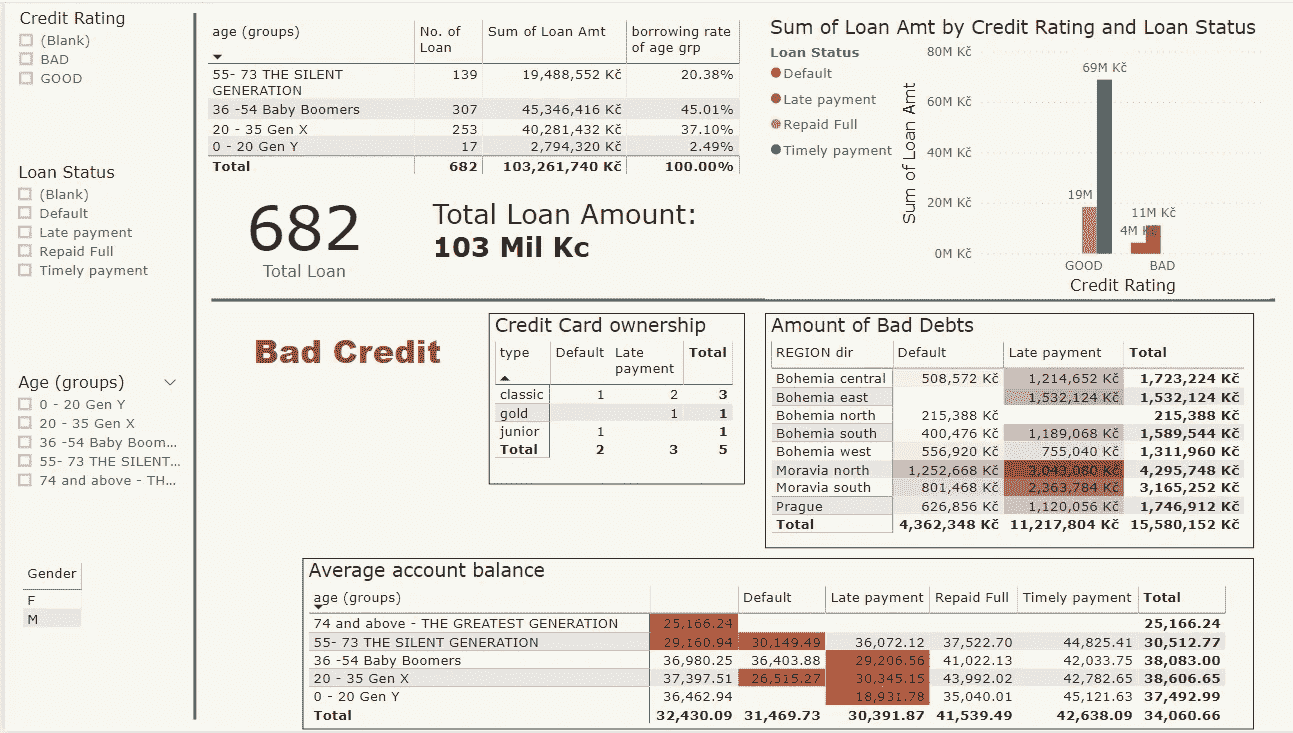 Credit Rating
(Blank)
BAD
GOOD
Loan Status
(Blank)
Default
Late payment
Repaid Full
Timely payment
Age (groups)
0 - 20 Gen Y
20 - 35 Gen X
36 -54 Baby Boom...
55- 73 THE SILENT...
74 and above - TH...
Gender
F
M
age (groups) No. of Loan Sum of Loan Amt borrowing rate of age grp
55- 73 THE SILENT GENERATION 139 19,488,552 Kč 20.38%
36 -54 Baby Boomers 307 45,346,416 Kč 45.01%
20 - 35 Gen X 253 40,281,432 Kč 37.10%
0 - 20 Gen Y 17 2,794,320 Kč 2.49%
Total 682 103,261,740 Kč 100.00%
682
Total Loan
Total Loan Amount:
103 Mil Kc
Sum of Loan Amt by Credit Rating and Loan Status
Loan Status
Default
Late payment
Repaid Full
Timely payment
Sum of Loan Amt
80M Kč
60M Kč
40M Kč
20M Kč
0M Kč
69M Kč
19M
11M Kč
4M Kč
GOOD BAD
Credit Rating
Bad Credit
Credit Card ownership
type Default Late payment Total
classic 1 2 3
gold 1 1
junior 1 1
Total 2 3 5
Amount of Bad Debts
REGION dir Default Late payment Total
Bohemia central 508,572 Kč 1,214,652 Kč 1,723,224 Kč
Bohemia east 1,532,124 Kč 1,532,124 Kč
Bohemia north 215,388 Kč 215,388 Kč
Bohemia south 400,476 Kč 1,189,068 Kč 1,589,544 Kč
Bohemia west 556,920 Kč 755,040 Kč 1,311,960 Kč
Moravia north 1,252,668 Kč 3,043,080 Kč 4,295,748 Kč
Moravia south 801,468 Kč 2,363,784 Kč 3,165,252 Kč
Prague 626,856 Kč 1,120,056 Kč 1,746,912 Kč
Total 4,362,348 Kč 11,217,804 Kč 15,580,152 Kč
Average account balance
age (groups) Default Late payment Repaid Full Timely payment Total
74 and above - THE GREATEST GENERATION 25,166.24 25,166.24
55- 73 THE SILENT GENERATION 29,160.94 30,149.49 36,072.12 37,522.70 44,825.41 30,512.77
36 -54 Baby Boomers 36,980.25 36,403.88 29,206.56 41,022.13 42,033.75 38,083.00
20 - 35 Gen X 37,397.51 26,515.27 30,345.15 43,992.02 42,782.65 38,606.65
0 - 20 Gen Y 36,462.94 18,931.78 35,040.01 45,121.63 37,492.99
Total 32,430.09 31,469.73 30,391.87 41,539.49 42,638.09 34,060.66